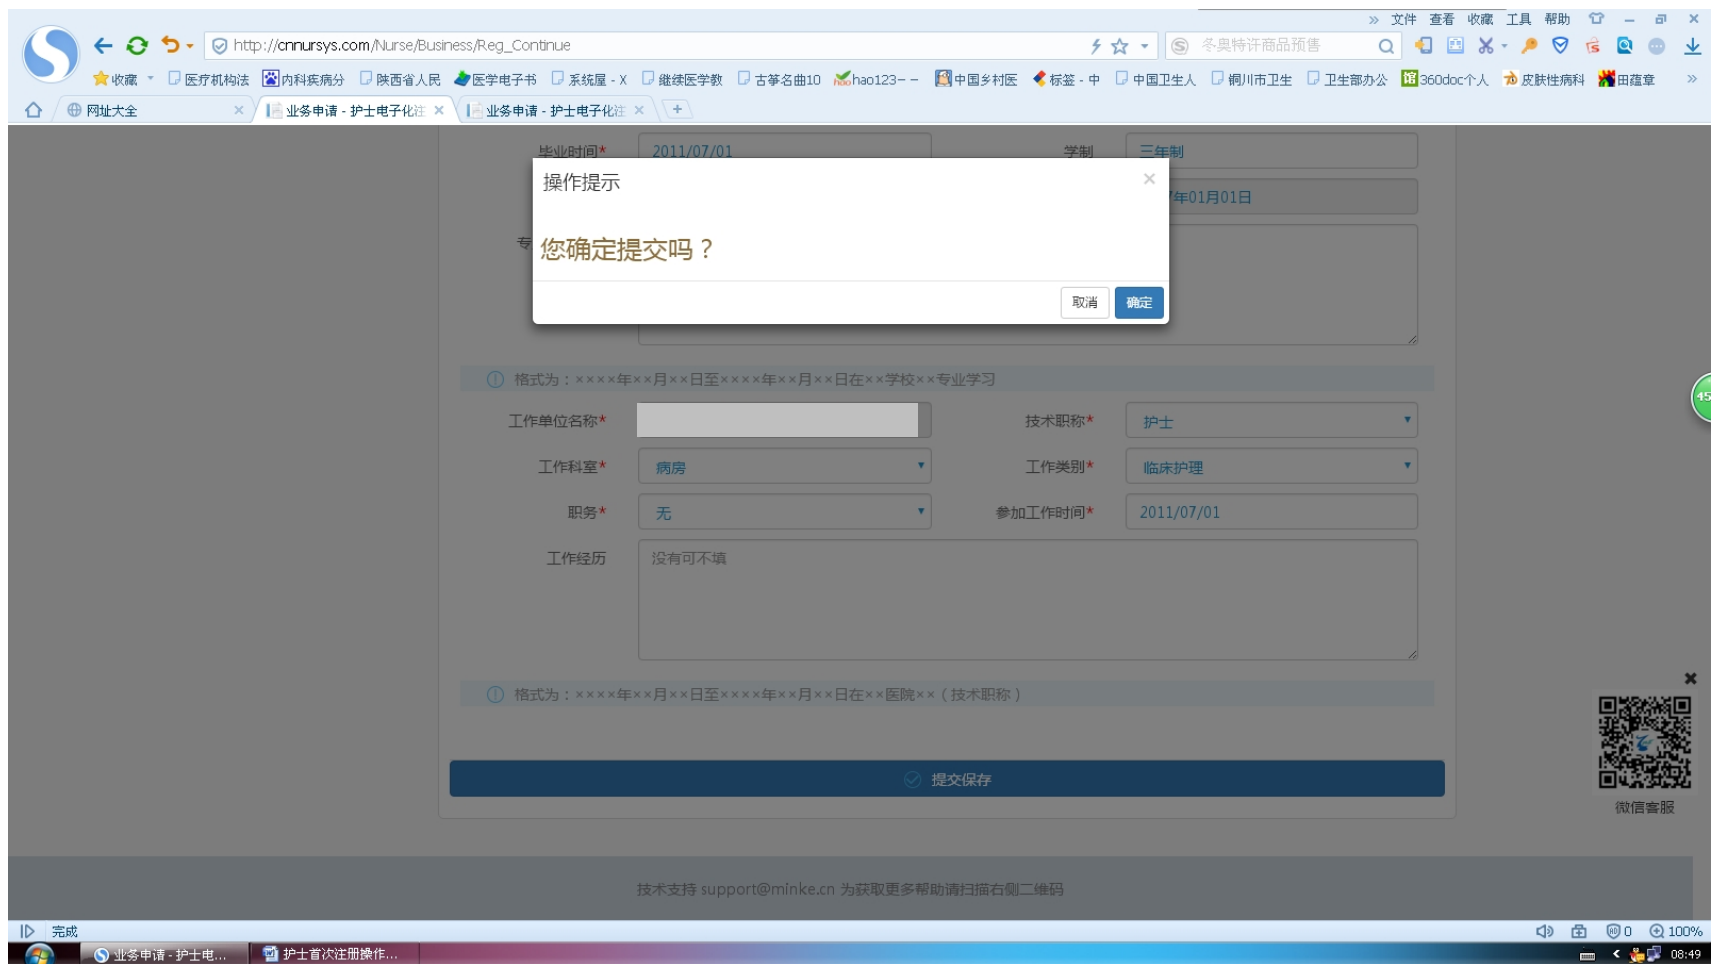 » 文件 查看 收藏 工具 帮助
http://cnnursys.com/Nurse/Business/Reg_Continue
冬奥特许商品预售
收藏 医疗机构法 内科疾病分 陕西省人民 医学电子书 系统屋 - X 继续医学教 古筝名曲10 hao123-- 中国乡村医 标签 - 中 中国卫生人 铜川市卫生 卫生部办公 360doc个人 皮肤性病科 田蕴章 »
网址大全 × 业务申请 - 护士电子化注 × 业务申请 - 护士电子化注 × +
毕业时间* 2011/07/01 学制 三年制
操作提示 ×
年01月01日
专
您确定提交吗？
取消 确定
格式为：××××年××月××日至××××年××月××日在××学校××专业学习
工作单位名称* 技术职称* 护士
工作科室* 病房 工作类别* 临床护理
职务* 无 参加工作时间* 2011/07/01
工作经历 没有可不填
格式为：××××年××月××日至××××年××月××日在××医院××（技术职称）
提交保存
微信客服
技术支持 support@minke.cn 为获取更多帮助请扫描右侧二维码
完成 0 100%
业务申请 - 护士电... 护士首次注册操作... 08:49